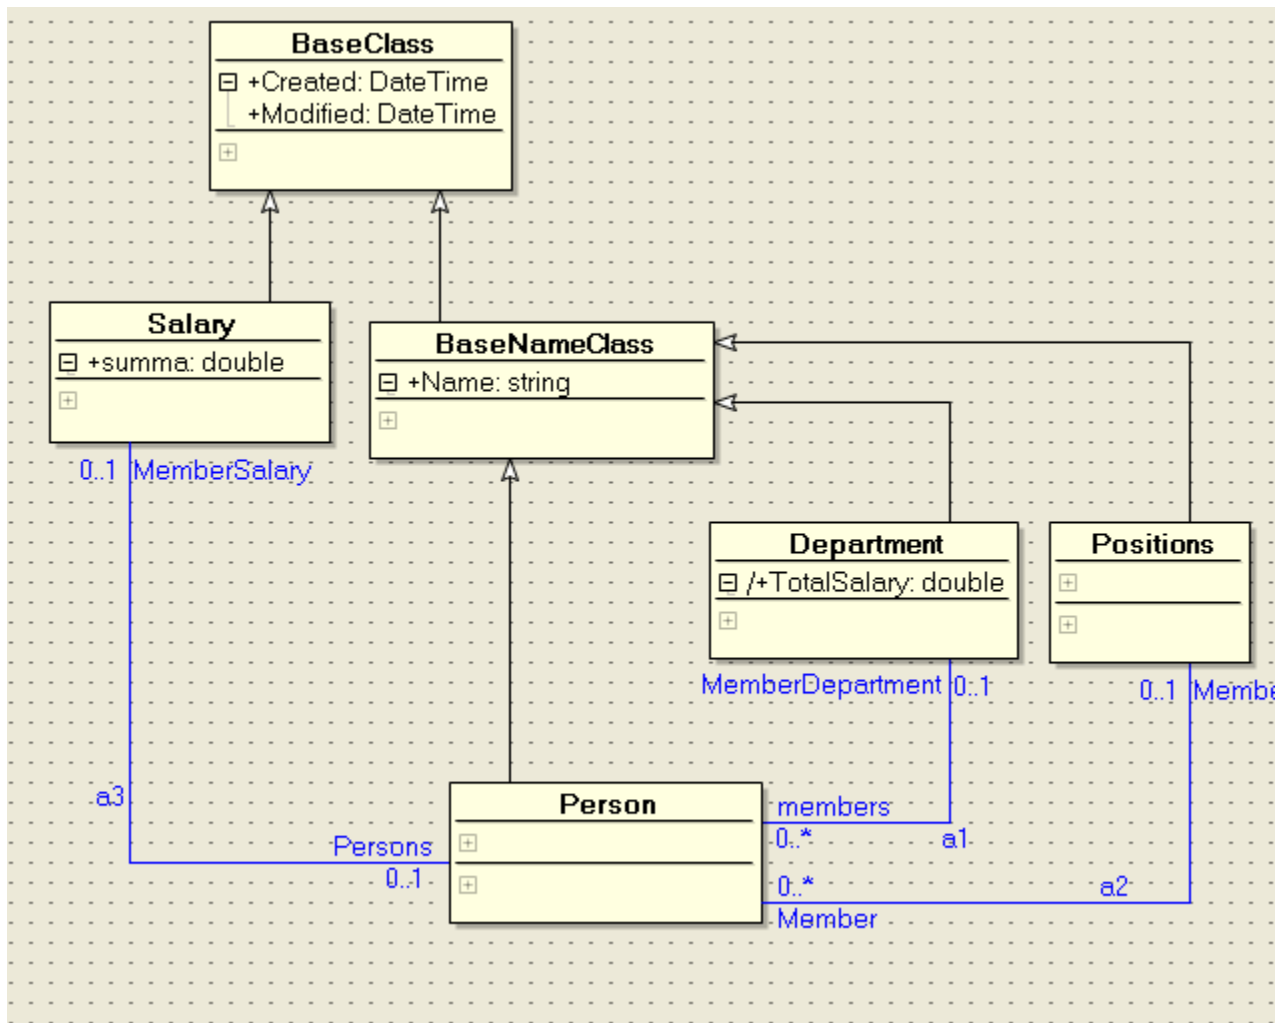 BaseClass
+Created: DateTime
+Modified: DateTime
Salary
+summa: double
BaseNameClass
+Name: string
0..1 MemberSalary
Department
/+TotalSalary: double
Positions
MemberDepartment 0..1
0..1 Membe
a3
Person
members
0..*
a1
Persons
0..1
0..*
a2
Member